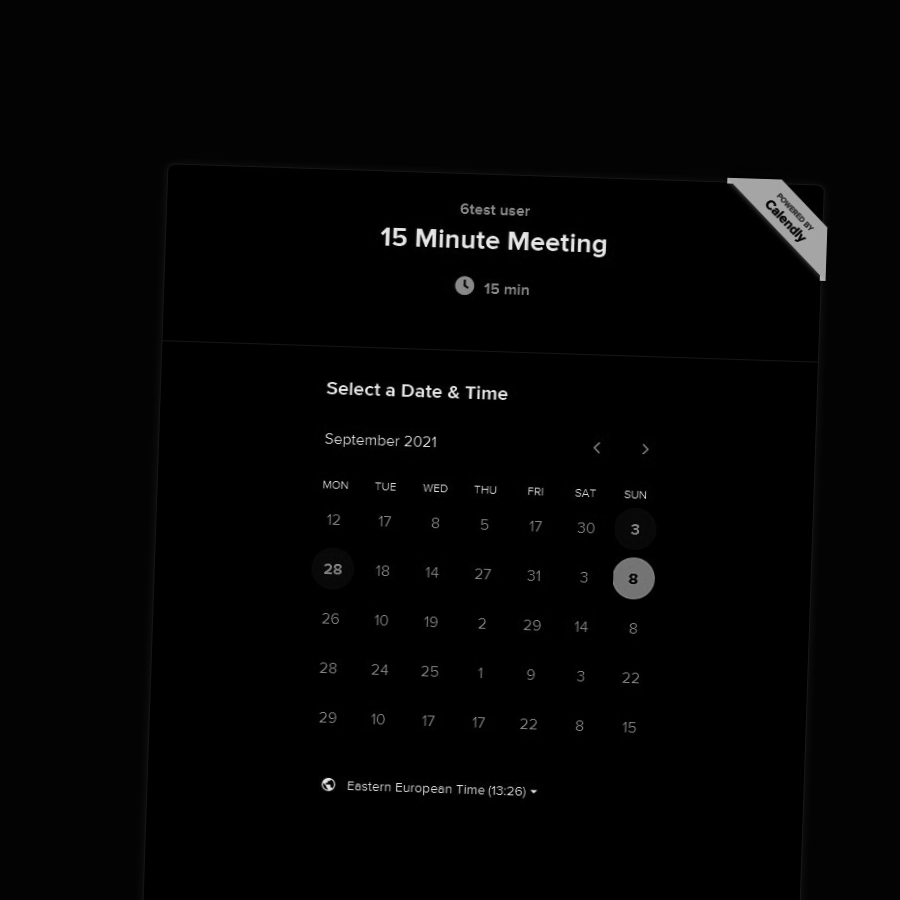 POWERED BY
Calendly
6test user
15 Minute Meeting
15 min
Select a Date & Time
September 2021
MON TUE WED THU FRI SAT SUN
12 17 8 5 17 30 3
28 18 14 27 31 3 8
26 10 19 2 29 14 8
28 24 25 1 9 3 22
29 10 17 17 22 8 15
Eastern European Time (13:26)